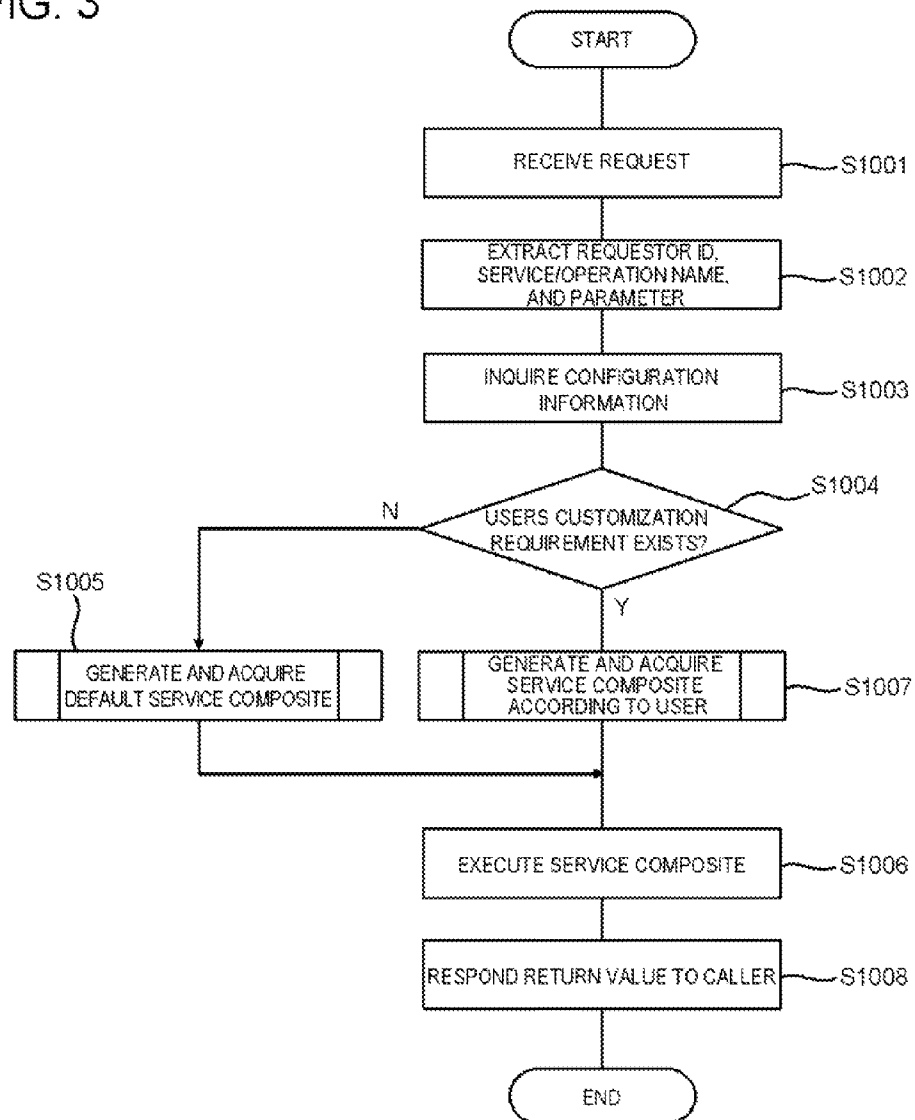 FIG. 3
START
RECEIVE REQUEST
S1001
EXTRACT REQUESTOR ID,
SERVICE/OPERATION NAME,
AND PARAMETER
S1002
INQUIRE CONFIGURATION
INFORMATION
S1003
USERS CUSTOMIZATION
REQUIREMENT EXISTS?
S1004
N
Y
S1005
GENERATE AND ACQUIRE
DEFAULT SERVICE COMPOSITE
GENERATE AND ACQUIRE
SERVICE COMPOSITE
ACCORDING TO USER
S1007
EXECUTE SERVICE COMPOSITE
S1006
RESPOND RETURN VALUE TO CALLER
S1008
END